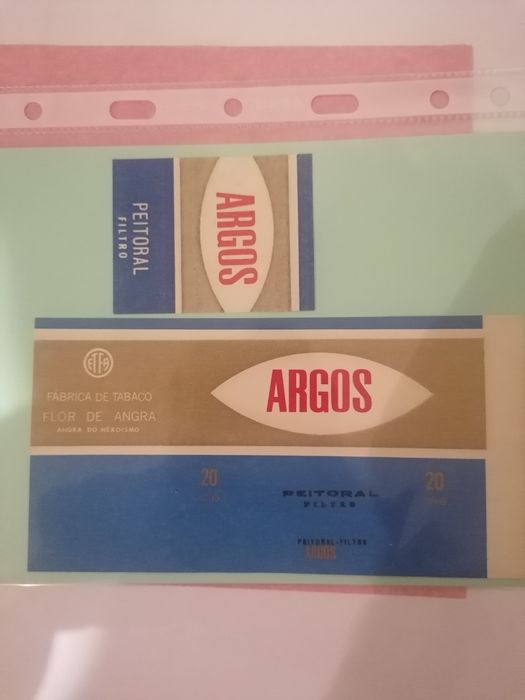 PEITORAL
FILTRO
ARGOS
FÁBRICA DE TABACO
FLOR DE ANGRA
ANGRA DO HEROISMO
ARGOS
20
20
PEITORAL
FILTRO
PEITORAL-FILTRO
ARGOS